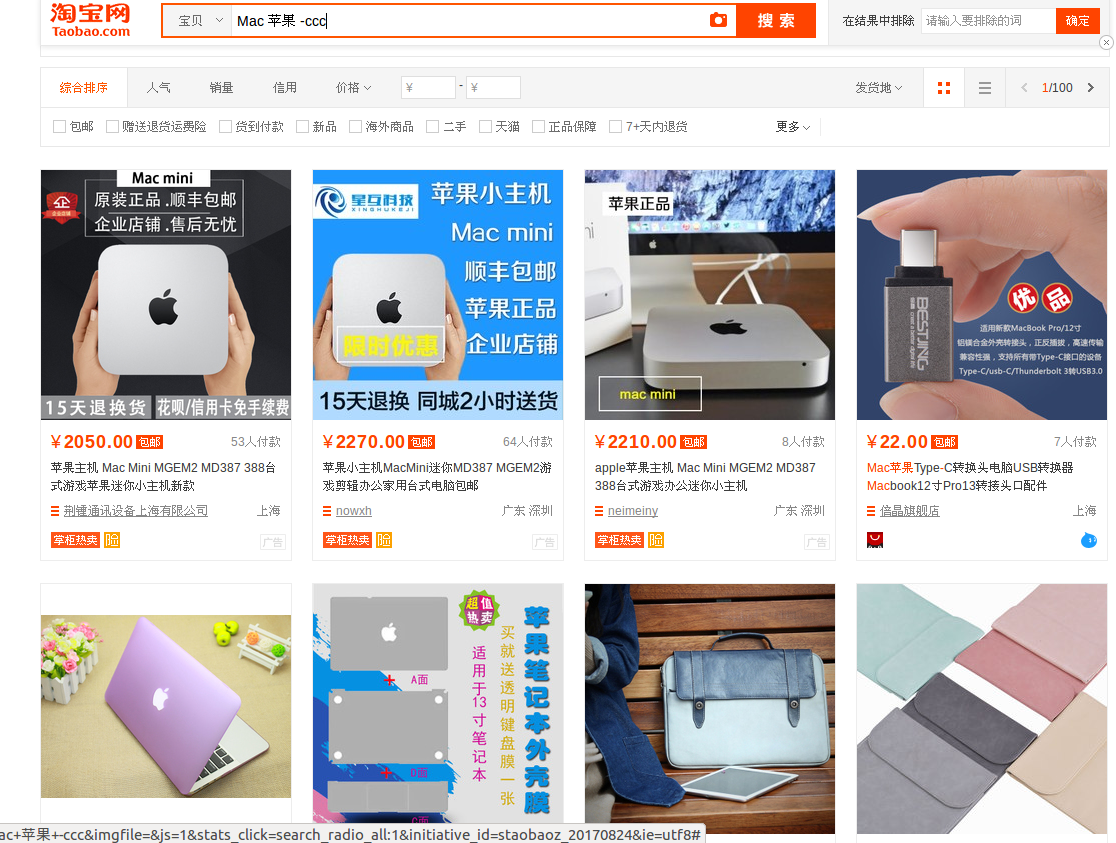 淘宝网
Taobao.com
宝贝
Mac 苹果 -ccc
搜 索
在结果中排除
请输入要排除的词
确定
综合排序
人气
销量
信用
价格
¥
-
¥
发货地
1/100
包邮
赠送退货运费险
货到付款
新品
海外商品
二手
天猫
正品保障
7+天内退货
更多
Mac mini
原装正品.顺丰包邮
企业店铺.售后无忧
企
企业店铺
15天退换货
花呗/信用卡免手续费
星互科技
XINGHUKEJI
苹果小主机
Mac mini
顺丰包邮
苹果正品
企业店铺
限时优惠
15天退换 同城2小时送货
苹果正品
mac mini
BESTJING
优品
适用新款MacBook Pro/12寸
铝镁合金外壳转接头，正反插拔，高速传输
兼容性强，支持所有带Type-C接口的设备
Type-C/usb-C/Thunderbolt 3转USB3.0
¥2050.00
包邮
53人付款
苹果主机 Mac Mini MGEM2 MD387 388台
式游戏苹果迷你小主机新款
荆锺通讯设备上海有限公司
上海
掌柜热卖
险
广告
¥2270.00
包邮
64人付款
苹果小主机MacMini迷你MD387 MGEM2游
戏剪辑办公家用台式电脑包邮
nowxh
广东 深圳
掌柜热卖
险
广告
¥2210.00
包邮
8人付款
apple苹果主机 Mac Mini MGEM2 MD387
388台式游戏办公迷你小主机
neimeiny
广东 深圳
掌柜热卖
险
广告
¥22.00
包邮
7人付款
Mac苹果Type-C转换头电脑USB转换器
Macbook12寸Pro13转接头口配件
倍晶旗舰店
上海
超值
热卖
苹果笔记本外壳膜
买就送透明键盘膜一张
适用于13寸笔记本
A面
D面
C面
ac+苹果+-ccc&imgfile=&js=1&stats_click=search_radio_all:1&initiative_id=staobaoz_20170824&ie=utf8#